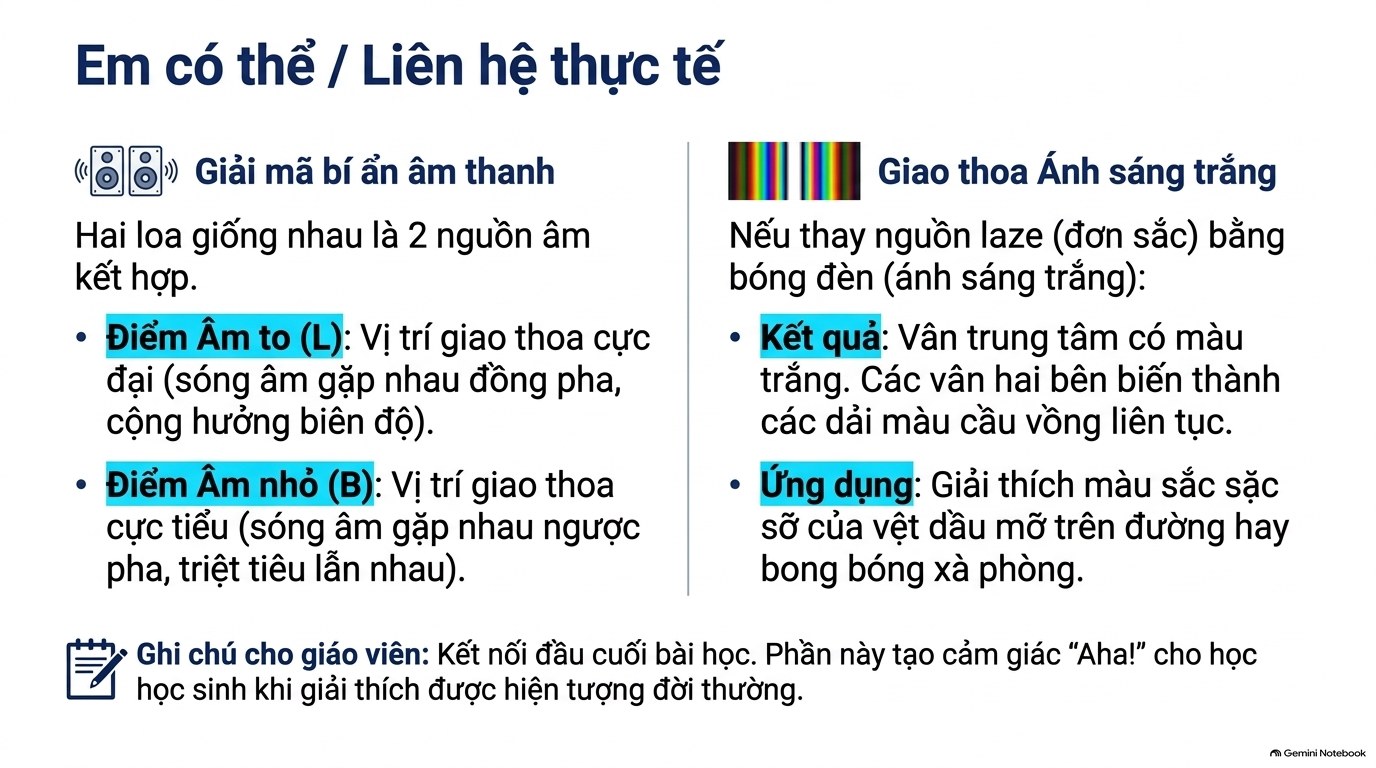 Em có thể / Liên hệ thực tế
Giải mã bí ẩn âm thanh
Hai loa giống nhau là 2 nguồn âm
kết hợp.
• Điểm Âm to (L): Vị trí giao thoa cực
đại (sóng âm gặp nhau đồng pha,
cộng hưởng biên độ).
• Điểm Âm nhỏ (B): Vị trí giao thoa
cực tiểu (sóng âm gặp nhau ngược
pha, triệt tiêu lẫn nhau).
Giao thoa Ánh sáng trắng
Nếu thay nguồn laze (đơn sắc) bằng
bóng đèn (ánh sáng trắng):
• Kết quả: Vân trung tâm có màu
trắng. Các vân hai bên biến thành
các dải màu cầu vồng liên tục.
• Ứng dụng: Giải thích màu sắc sặc
sỡ của vệt dầu mỡ trên đường hay
bong bóng xà phòng.
Ghi chú cho giáo viên: Kết nối đầu cuối bài học. Phần này tạo cảm giác “Aha!” cho học
học sinh khi giải thích được hiện tượng đời thường.
Gemini Notebook